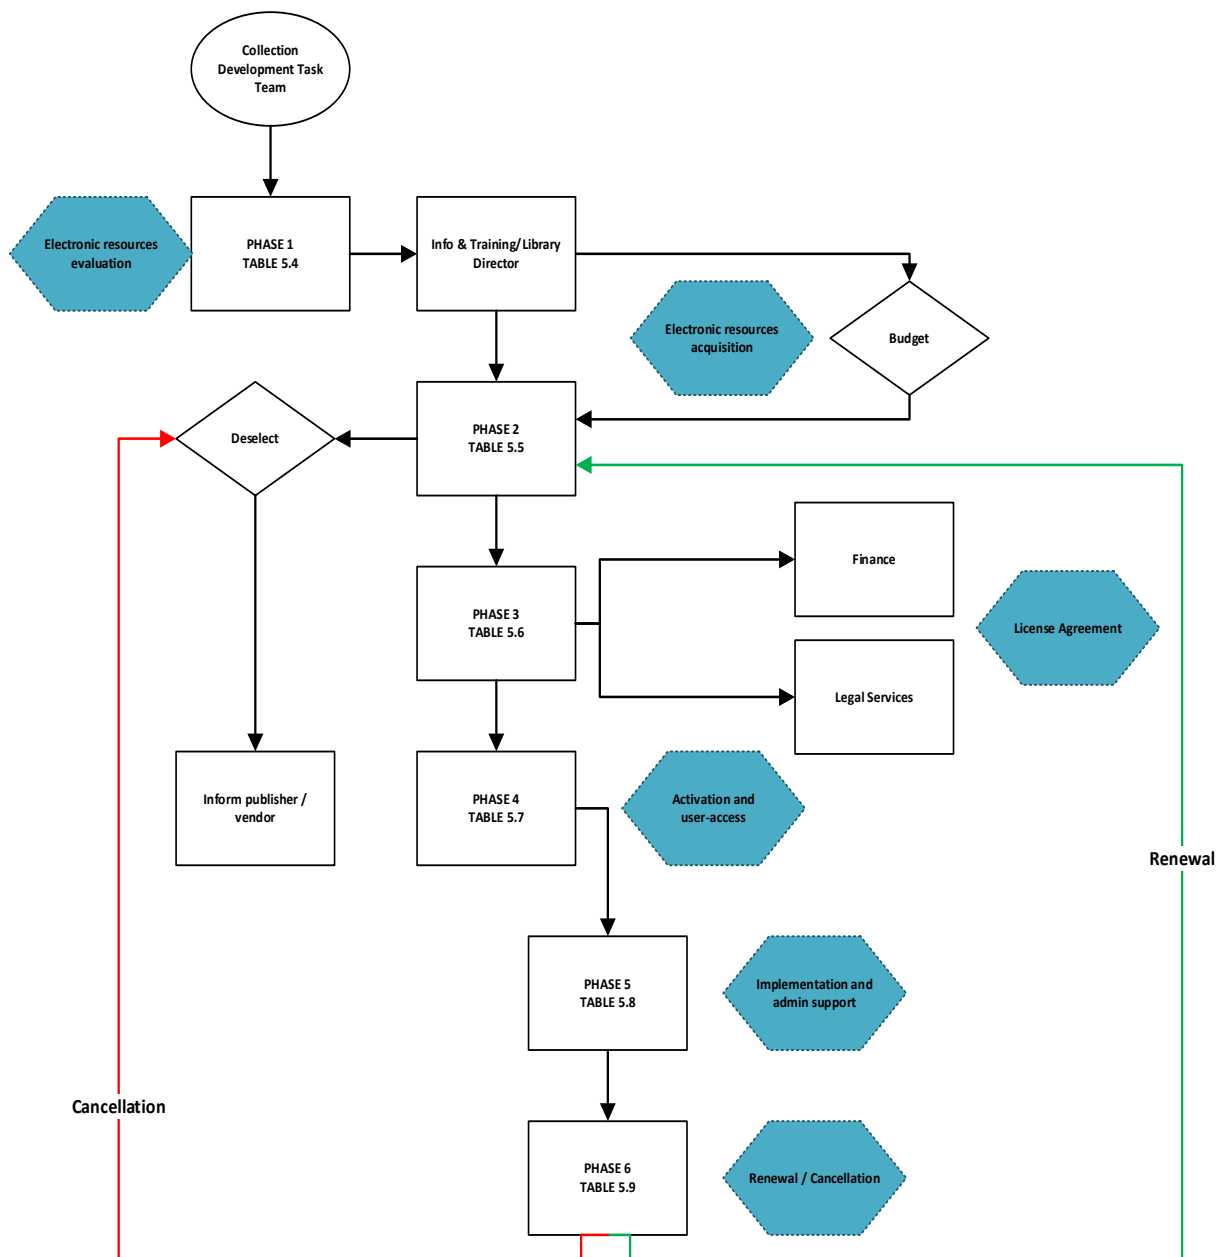 Collection
Development Task
Team
Electronic resources
evaluation
PHASE 1
TABLE 5.4
Info & Training/Library
Director
Electronic resources
acquisition
Budget
Deselect
PHASE 2
TABLE 5.5
Finance
PHASE 3
TABLE 5.6
License Agreement
Legal Services
Inform publisher /
vendor
PHASE 4
TABLE 5.7
Activation and
user-access
Renewal
PHASE 5
TABLE 5.8
Implementation and
admin support
Cancellation
PHASE 6
TABLE 5.9
Renewal / Cancellation